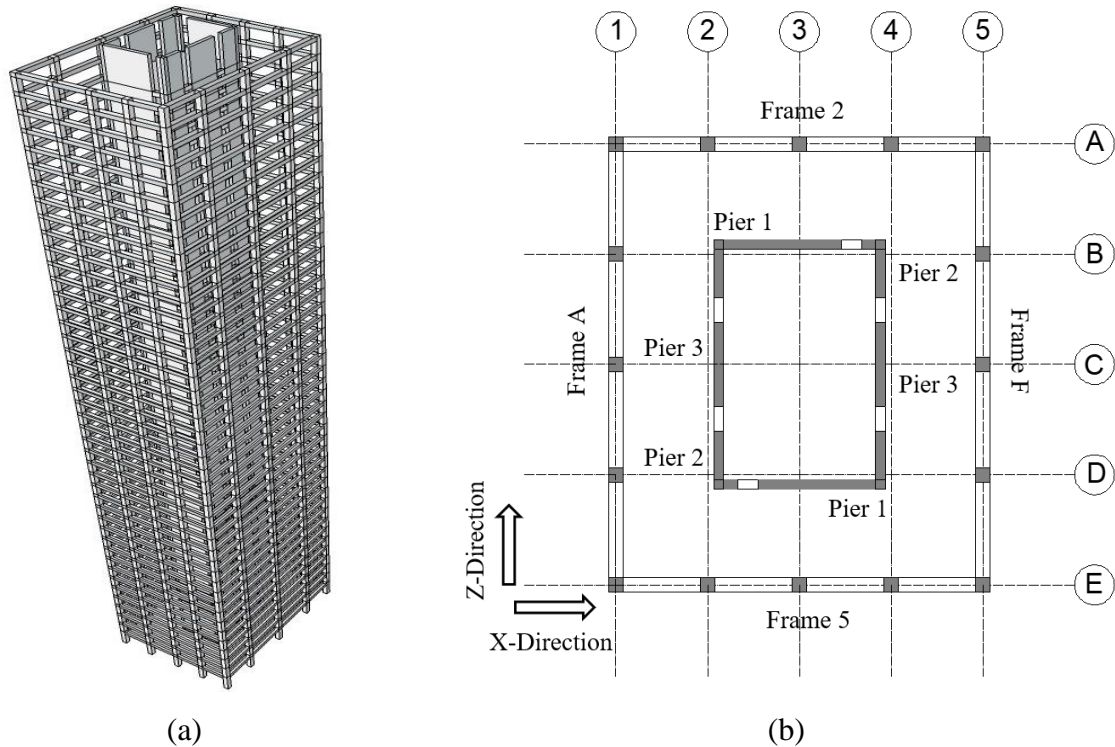 1
2
3
4
5
Frame 2
A
Pier 1
B
Pier 2
Frame A
Pier 3
C
Pier 3
Frame F
Pier 2
D
Pier 1
Z-Direction
E
Frame 5
X-Direction
(a)
(b)